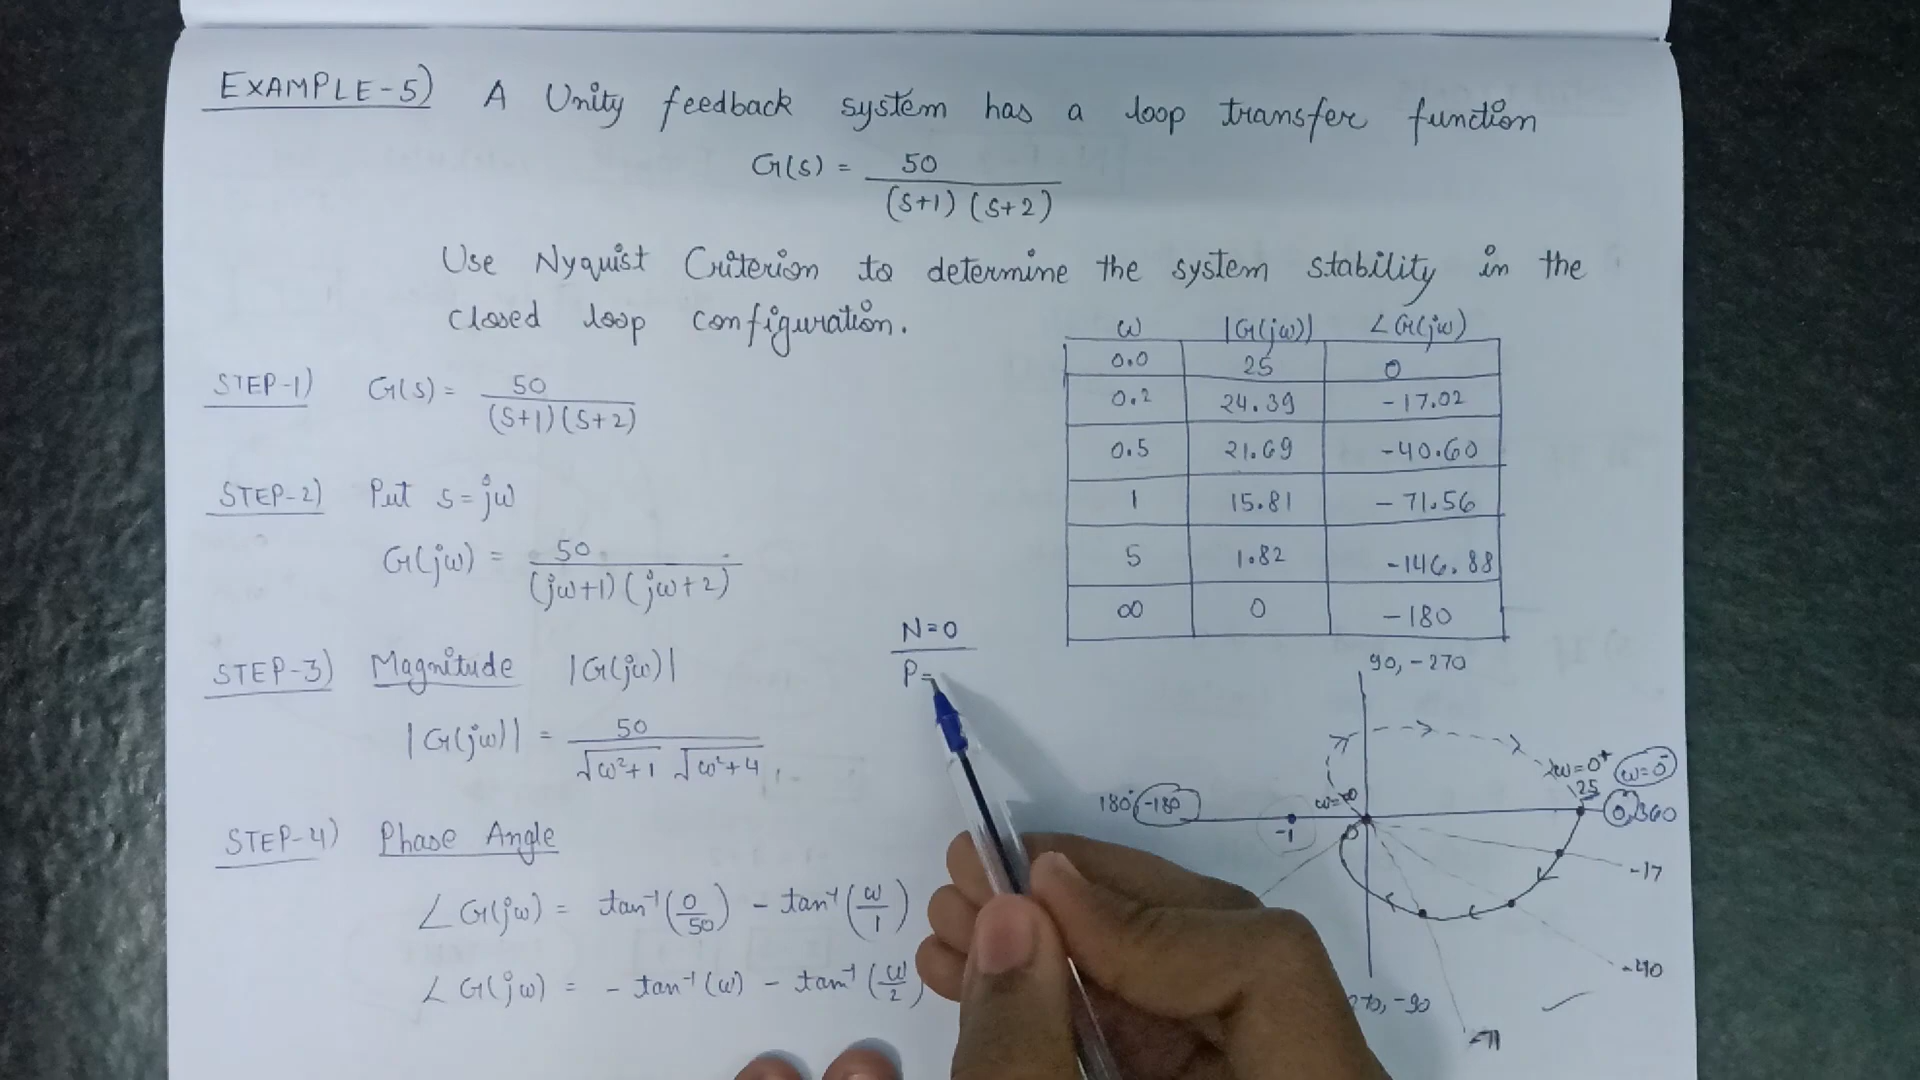 EXAMPLE-5) A Unity feedback system has a loop transfer function
G(s) = 50 / (s+1) (s+2)
Use Nyquist Criterion to determine the system stability in the
closed loop configuration.
STEP-1) G(s) = 50 / (s+1)(s+2)
STEP-2) Put s = jω
G(jω) = 50 / (jω+1) (jω+2)
STEP-3) Magnitude |G(jω)|
|G(jω)| = 50 / √ω²+1 √ω²+4
STEP-4) Phase Angle
∠G(jω) = tan⁻¹(0/50) - tan⁻¹(ω/1)
∠G(jω) = - tan⁻¹(ω) - tan⁻¹(ω/2)
N=0
P=
ω |G(jω)| ∠G(jω)
0.0 25 0
0.2 24.39 -17.02
0.5 21.69 -40.60
1 15.81 -71.56
5 1.82 -146.88
∞ 0 -180
90, -270
ω=0⁺ ω=0⁻
25
180, -180 -1 ω=∞ 0 0, 360
-17
-40
70, -90
-71